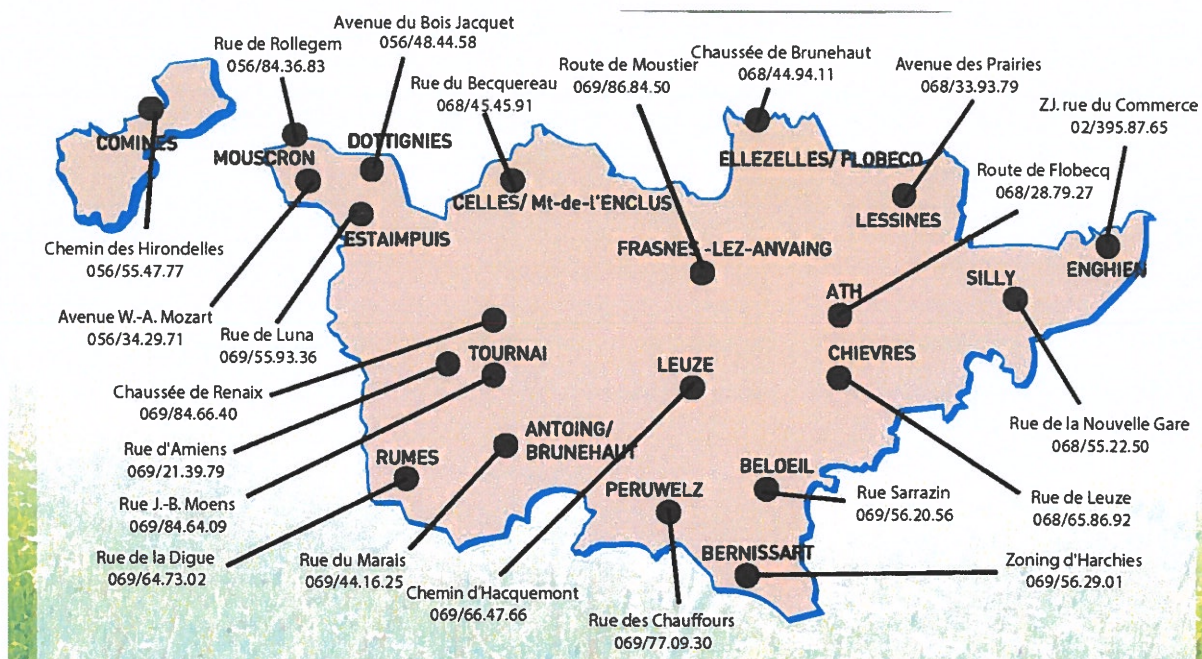 Avenue du Bois Jacquet
056/48.44.58
Rue de Rollegem
056/84.36.83
Rue du Becquereau
068/45.45.91
Route de Moustier
069/86.84.50
Chaussée de Brunehaut
068/44.94.11
Avenue des Prairies
068/33.93.79
ZJ. rue du Commerce
02/395.87.65
Route de Flobecq
068/28.79.27
COMINES
MOUSCRON
DOTTIGNIES
ESTAIMPUIS
CELLES/ Mt-de-l'ENCLUS
ELLEZELLES/ FLOBECQ
LESSINES
FRASNES -LEZ-ANVAING
ATH
SILLY
ENGHIEN
Chemin des Hirondelles
056/55.47.77
Avenue W.-A. Mozart
056/34.29.71
Rue de Luna
069/55.93.36
TOURNAI
LEUZE
CHIEVRES
Chaussée de Renaix
069/84.66.40
Rue d'Amiens
069/21.39.79
Rue J.-B. Moens
069/84.64.09
Rue de la Digue
069/64.73.02
RUMES
ANTOING/
BRUNEHAUT
PERUWELZ
BELOEIL
BERNISSART
Rue du Marais
069/44.16.25
Chemin d'Hacquemont
069/66.47.66
Rue des Chauffours
069/77.09.30
Rue Sarrazin
069/56.20.56
Rue de la Nouvelle Gare
068/55.22.50
Rue de Leuze
068/65.86.92
Zoning d'Harchies
069/56.29.01